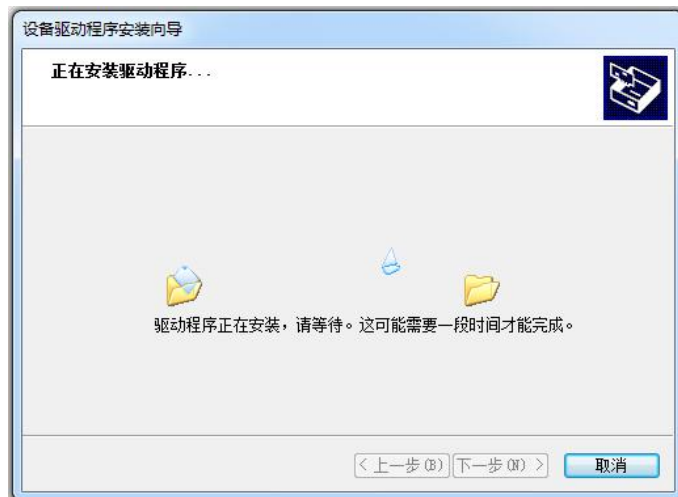 设备驱动程序安装向导
正在安装驱动程序...
驱动程序正在安装，请等待。这可能需要一段时间才能完成。
<上一步(B) 下一步(N)> 取消